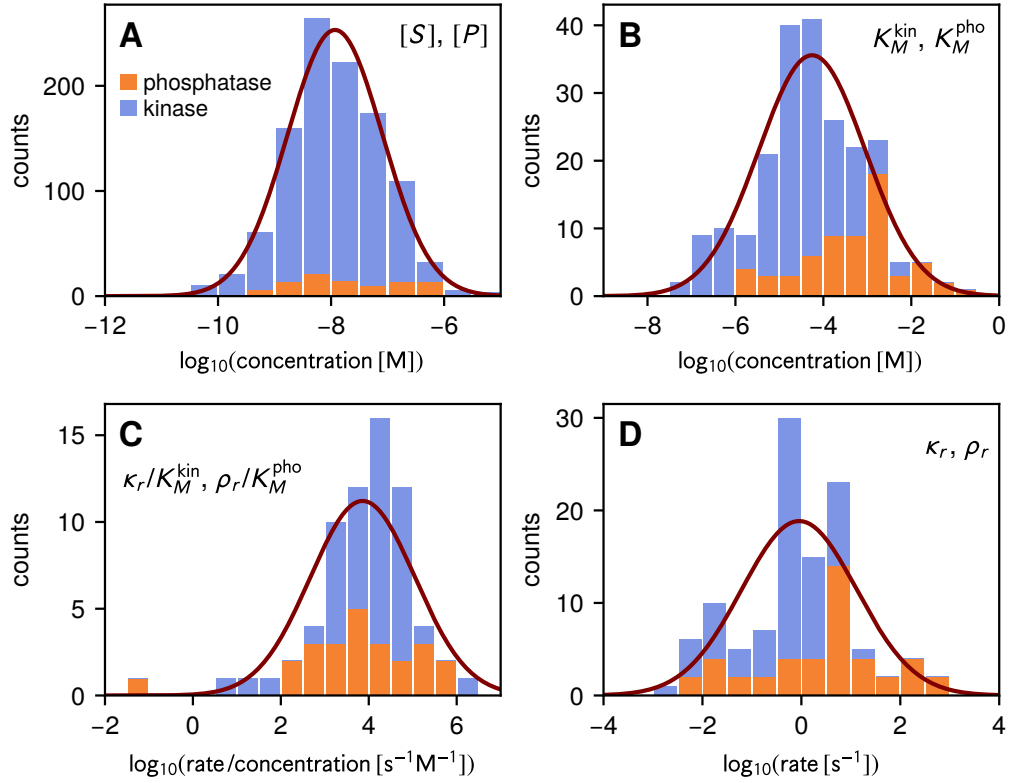 A
[S], [P]
phosphatase
kinase
counts
200
100
0
−12
−10
−8
−6
log₁₀(concentration [M])
B
K_M^kin, K_M^pho
counts
40
30
20
10
0
−8
−6
−4
−2
0
log₁₀(concentration [M])
C
κ_r/K_M^kin, ρ_r/K_M^pho
counts
15
10
5
0
−2
0
2
4
6
log₁₀(rate/concentration [s⁻¹M⁻¹])
D
κ_r, ρ_r
counts
30
20
10
0
−4
−2
0
2
4
log₁₀(rate [s⁻¹])